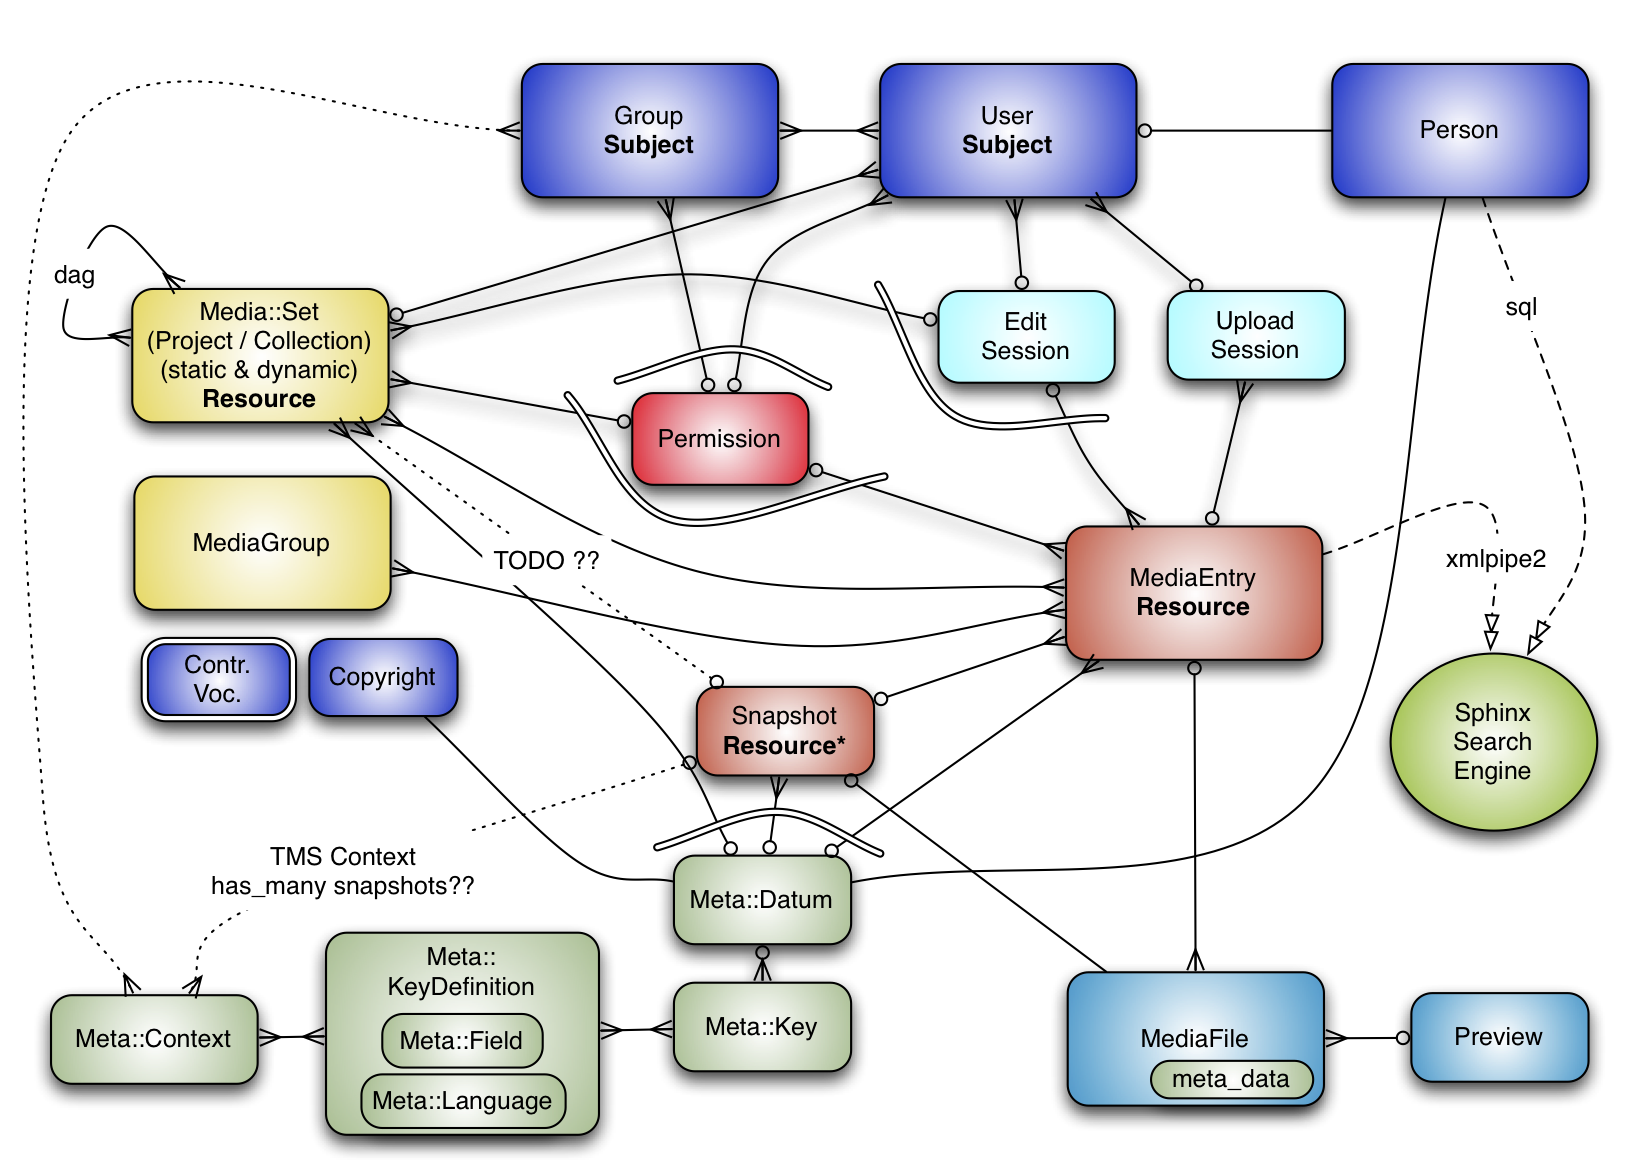 Group
Subject
User
Subject
Person
dag
Media::Set
(Project / Collection)
(static & dynamic)
Resource
Edit
Session
Upload
Session
sql
Permission
MediaGroup
TODO ??
MediaEntry
Resource
xmlpipe2
Contr.
Voc.
Copyright
Snapshot
Resource*
Sphinx
Search
Engine
TMS Context
has_many snapshots??
Meta::Datum
Meta::
KeyDefinition
Meta::Field
Meta::Language
Meta::Context
Meta::Key
MediaFile
meta_data
Preview